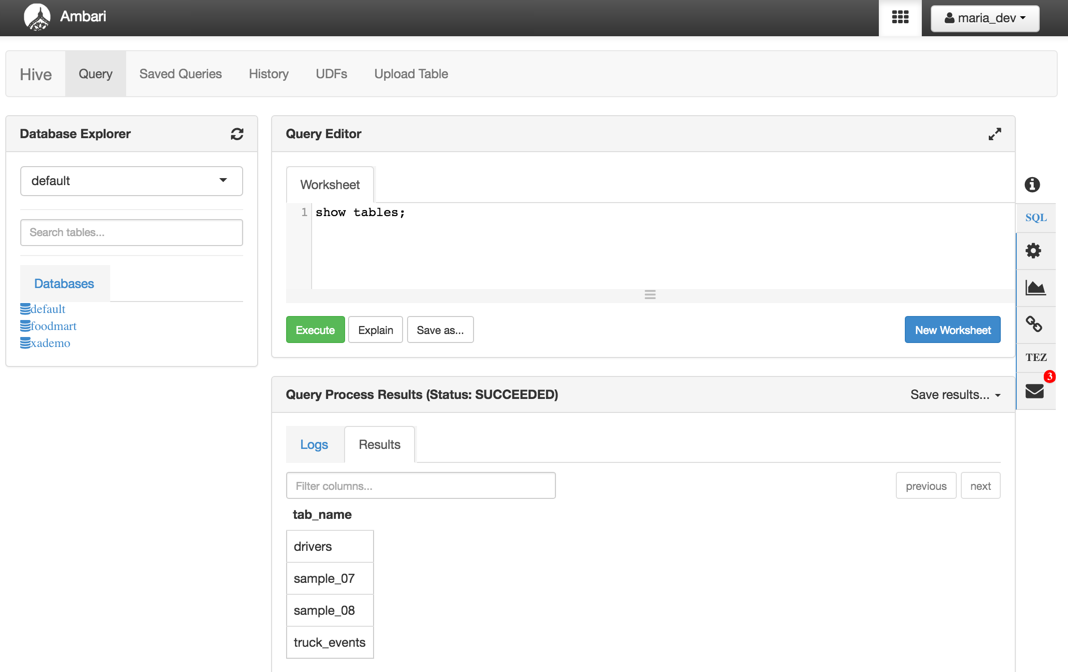 Ambari
maria_dev
Hive Query Saved Queries History UDFs Upload Table
Database Explorer
default
Search tables...
Databases
default
foodmart
xademo
Query Editor
Worksheet
1 show tables;
Execute Explain Save as... New Worksheet
SQL
TEZ
3
Query Process Results (Status: SUCCEEDED) Save results...
Logs Results
Filter columns... previous next
tab_name
drivers
sample_07
sample_08
truck_events